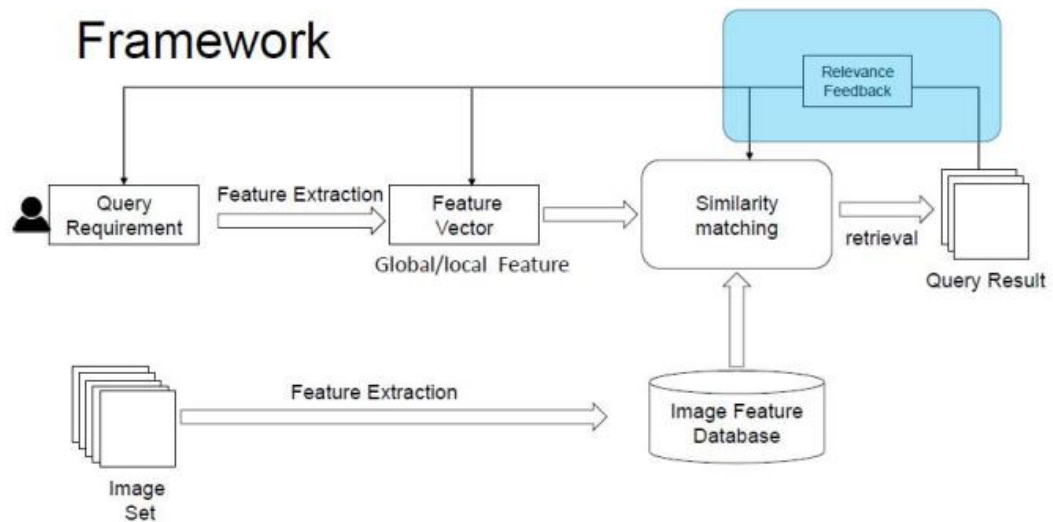 Framework
Relevance
Feedback
Query
Requirement
Feature Extraction
Feature
Vector
Global/local Feature
Similarity
matching
retrieval
Query Result
Feature Extraction
Image Feature
Database
Image
Set